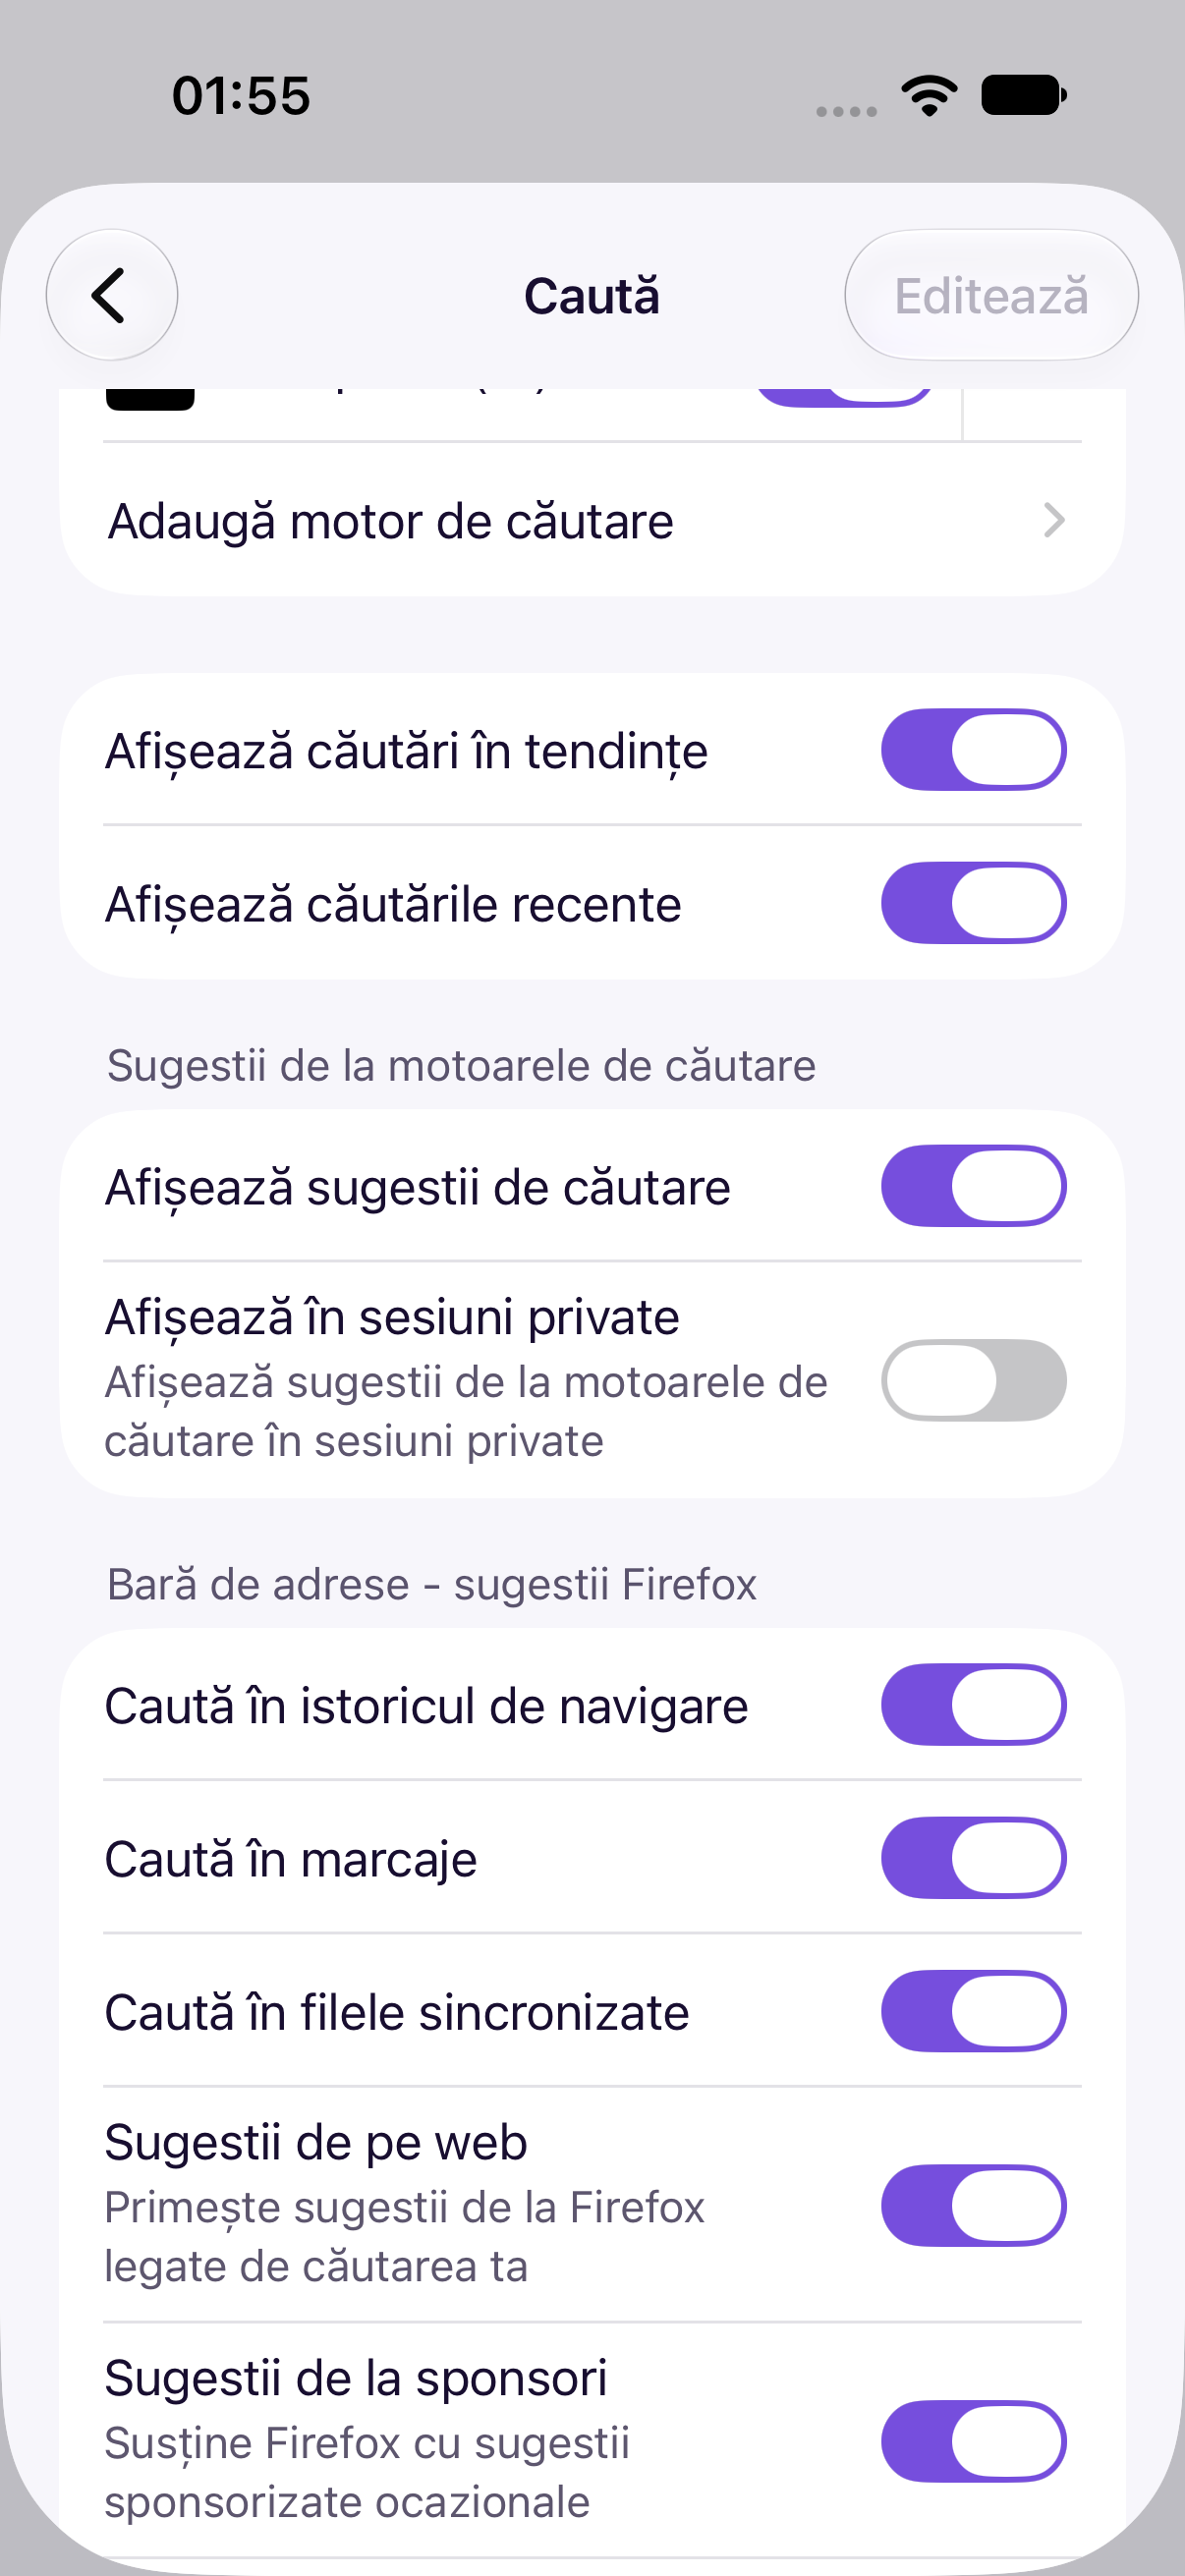 01:55
Caută
Editează
Adaugă motor de căutare
Afișează căutări în tendințe
Afișează căutările recente
Sugestii de la motoarele de căutare
Afișează sugestii de căutare
Afișează în sesiuni private
Afișează sugestii de la motoarele de
căutare în sesiuni private
Bară de adrese - sugestii Firefox
Caută în istoricul de navigare
Caută în marcaje
Caută în filele sincronizate
Sugestii de pe web
Primește sugestii de la Firefox
legate de căutarea ta
Sugestii de la sponsori
Susține Firefox cu sugestii
sponsorizate ocazionale